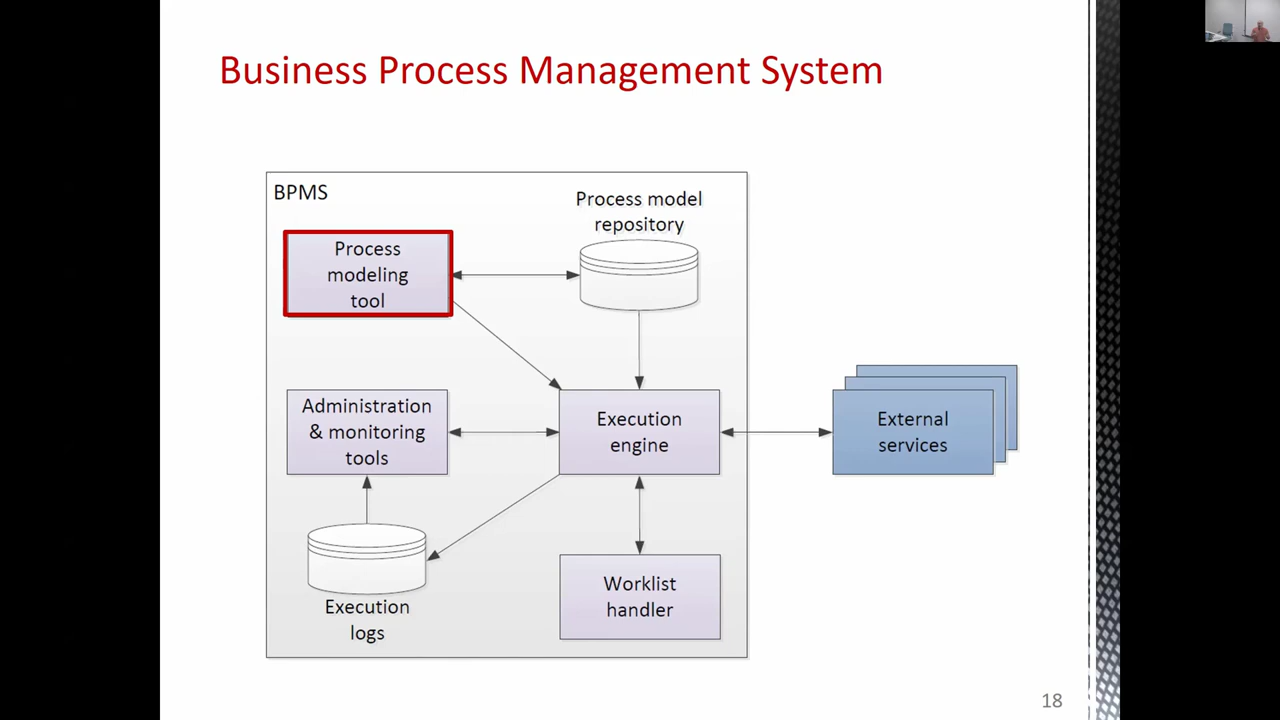 Business Process Management System
BPMS
Process model
repository
Process
modeling
tool
Administration
& monitoring
tools
Execution
engine
External
services
Execution
logs
Worklist
handler
18